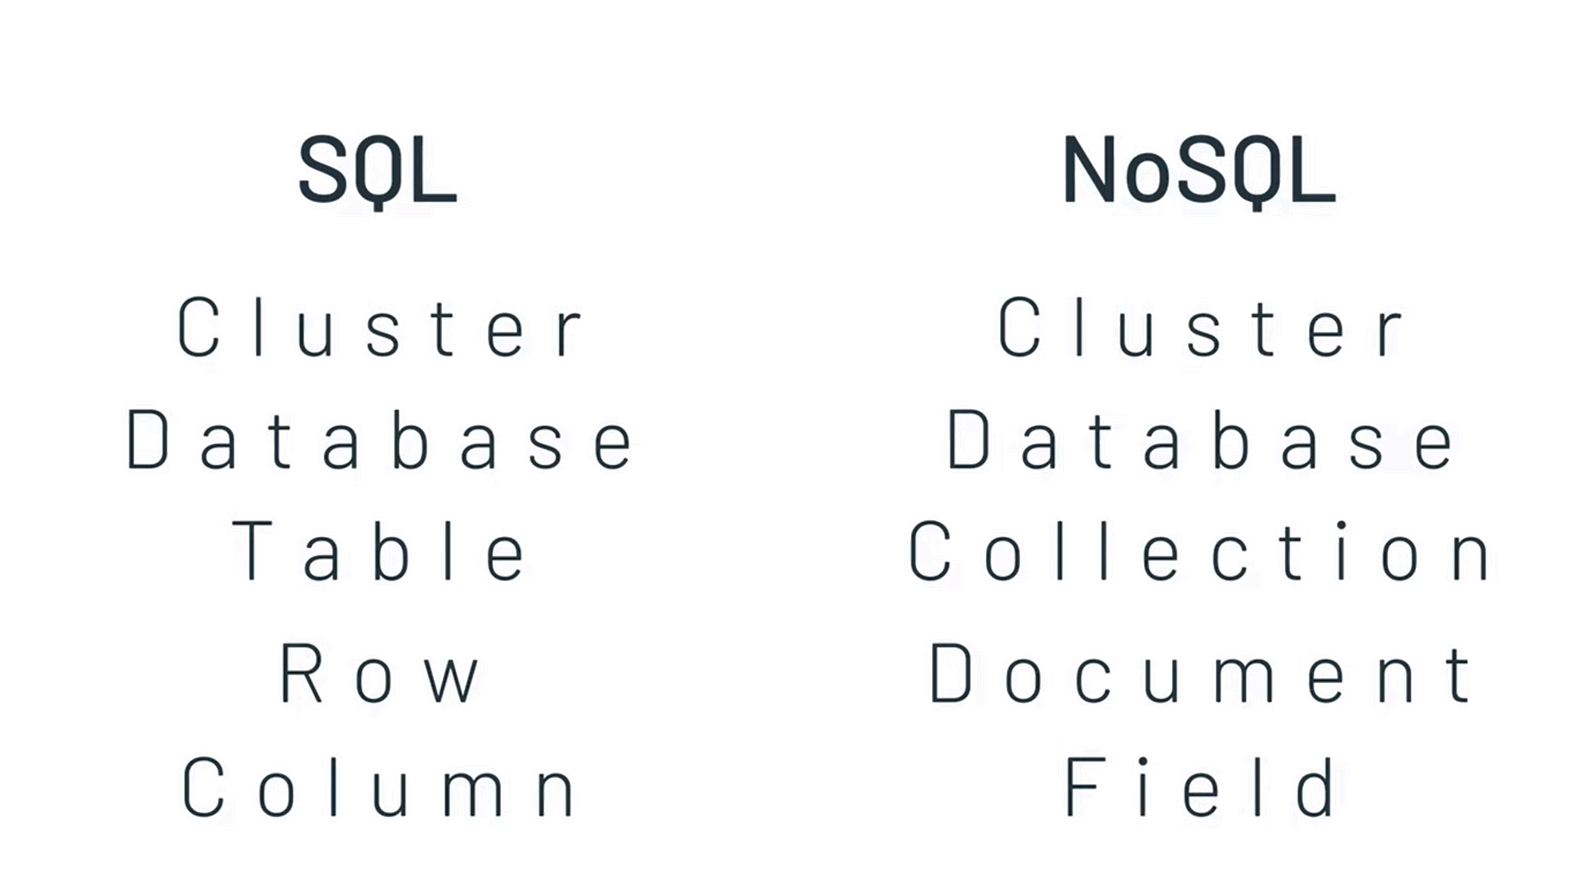 SQL
Cluster
Database
Table
Row
Column
NoSQL
Cluster
Database
Collection
Document
Field